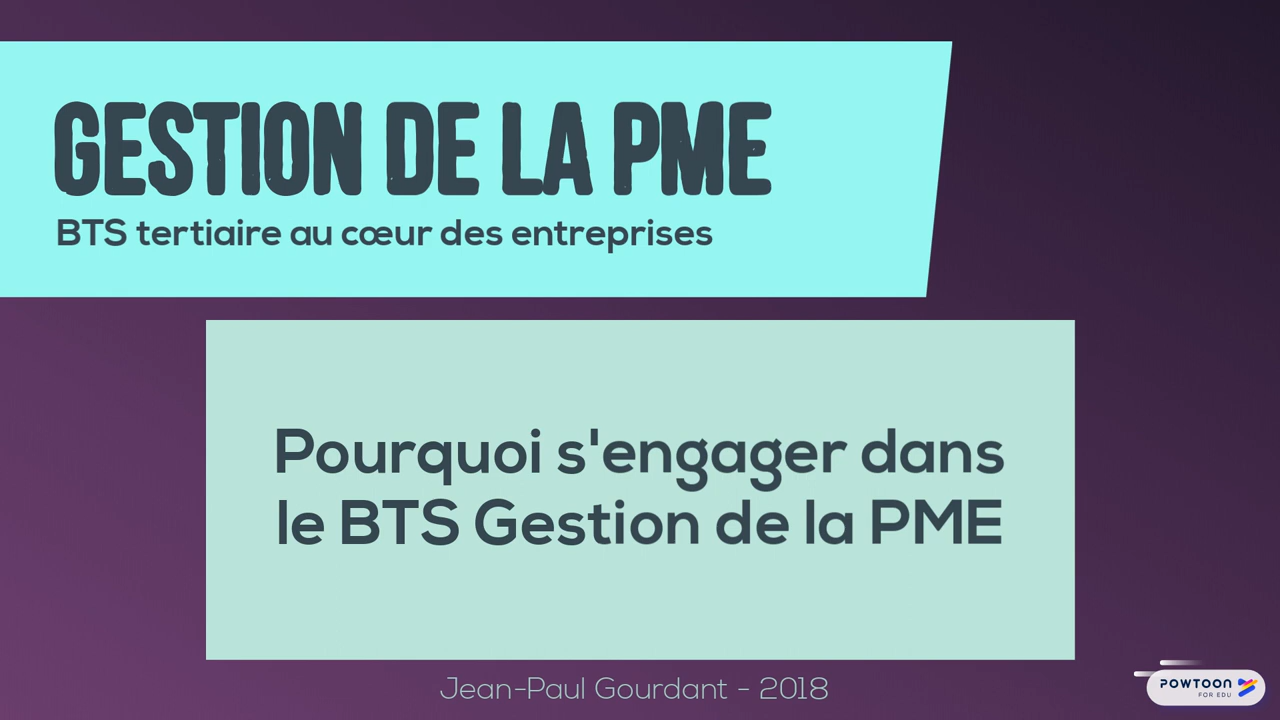 GESTION DE LA PME
BTS tertiaire au cœur des entreprises
Pourquoi s'engager dans
le BTS Gestion de la PME
Jean-Paul Gourdant - 2018
POWTOON
FOR EDU